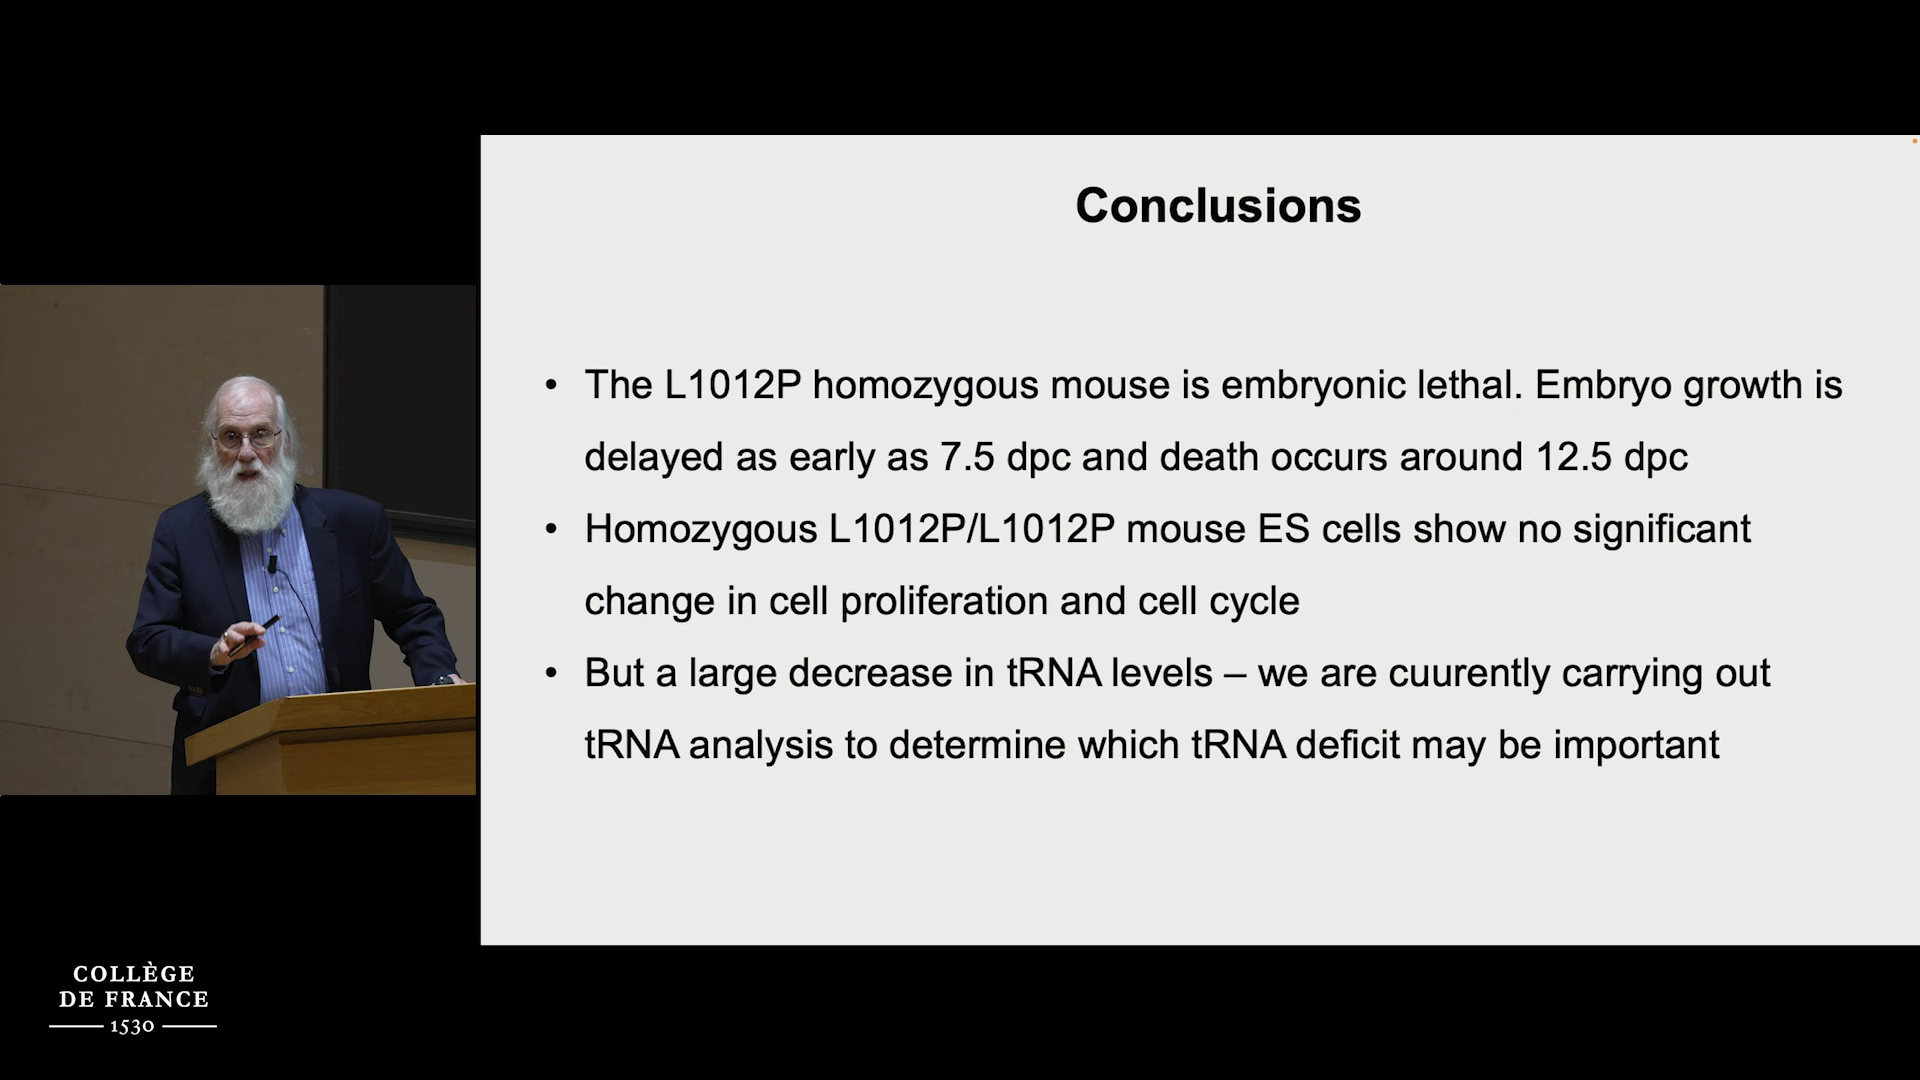 Conclusions
• The L1012P homozygous mouse is embryonic lethal. Embryo growth is
delayed as early as 7.5 dpc and death occurs around 12.5 dpc
• Homozygous L1012P/L1012P mouse ES cells show no significant
change in cell proliferation and cell cycle
• But a large decrease in tRNA levels – we are cuurently carrying out
tRNA analysis to determine which tRNA deficit may be important
COLLÈGE
DE FRANCE
1530